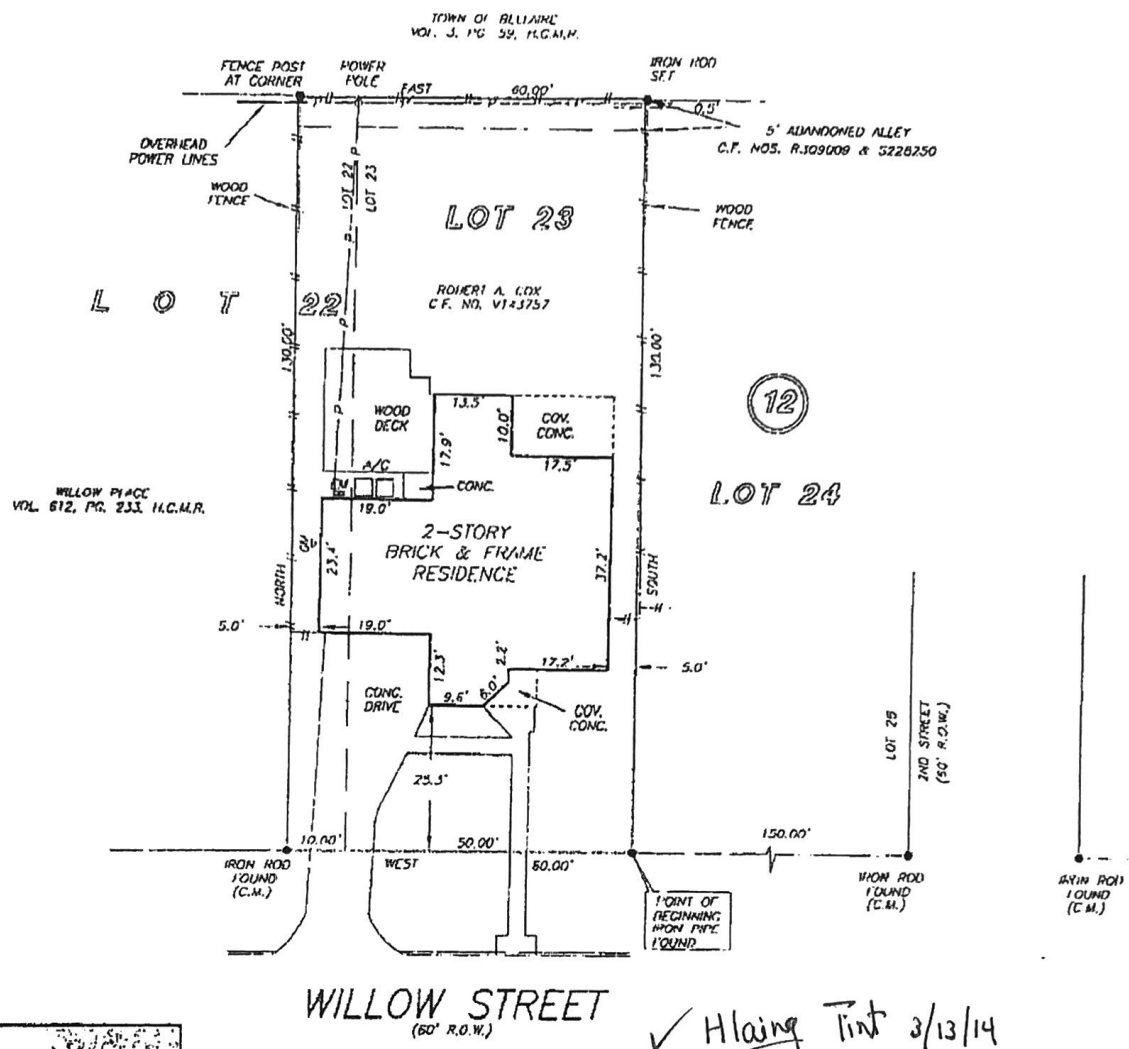 TOWN OF BELLAIRE
VOL. 3, PG 59, H.C.M.R.
FENCE POST
AT CORNER
POWER
POLE
IRON ROD
SET
EAST
60.00'
0.5'
OVERHEAD
POWER LINES
5' ABANDONED ALLEY
C.F. NOS. R309009 & S228250
WOOD
FENCE
P
LOT 22
LOT 23
P
LOT 23
WOOD
FENCE
LOT 22
P
ROBERT A. COX
C.F. NO. V143757
P
130.00'
130.00'
12
WOOD
DECK
P
13.5'
17.9'
10.0'
COV.
CONC.
17.5'
A/C
EM
CONC.
19.0'
WILLOW PLACE
VOL. 612, PG. 233, H.C.M.R.
LOT 24
2-STORY
BRICK & FRAME
RESIDENCE
GM
23.4'
37.2'
NORTH
SOUTH
5.0'
19.0'
12.3'
2.2'
17.2'
5.0'
CONC.
DRIVE
9.6'
6.0'
COV.
CONC.
25.3'
LOT 25
2ND STREET
(50' R.O.W.)
10.00'
WEST
50.00'
60.00'
150.00'
IRON ROD
FOUND
(C.M.)
POINT OF
BEGINNING
IRON PIPE
FOUND
IRON ROD
FOUND
(C.M.)
IRON ROD
FOUND
(C.M.)
WILLOW STREET
(60' R.O.W.)
✓ Hlaing Tint 3/13/14